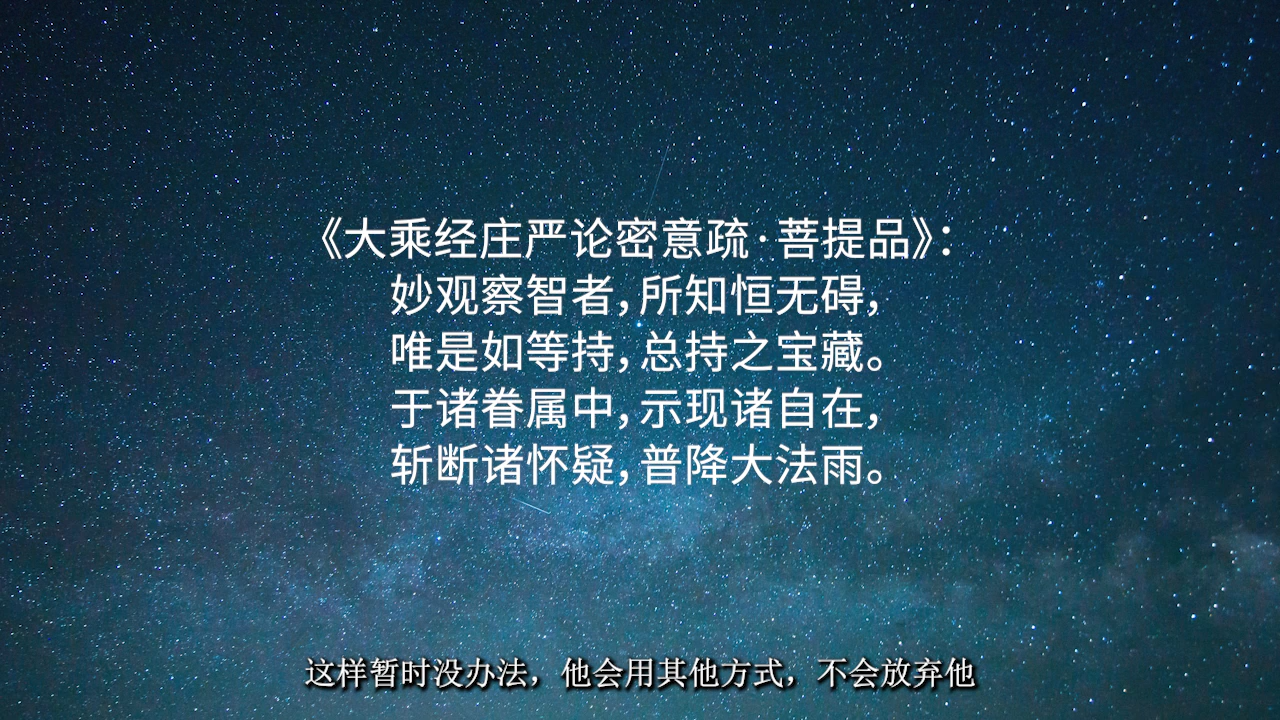 《大乘经庄严论密意疏·菩提品》：
妙观察智者，所知恒无碍，
唯是如等持，总持之宝藏。
于诸眷属中，示现诸自在，
斩断诸怀疑，普降大法雨。
这样暂时没办法，他会用其他方式，不会放弃他